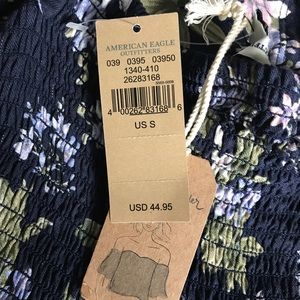 AMERICAN EAGLE
OUTFITTERS
039 0395 03950
1340-410
26283168
4 00262 83168 6
US S
USD 44.95